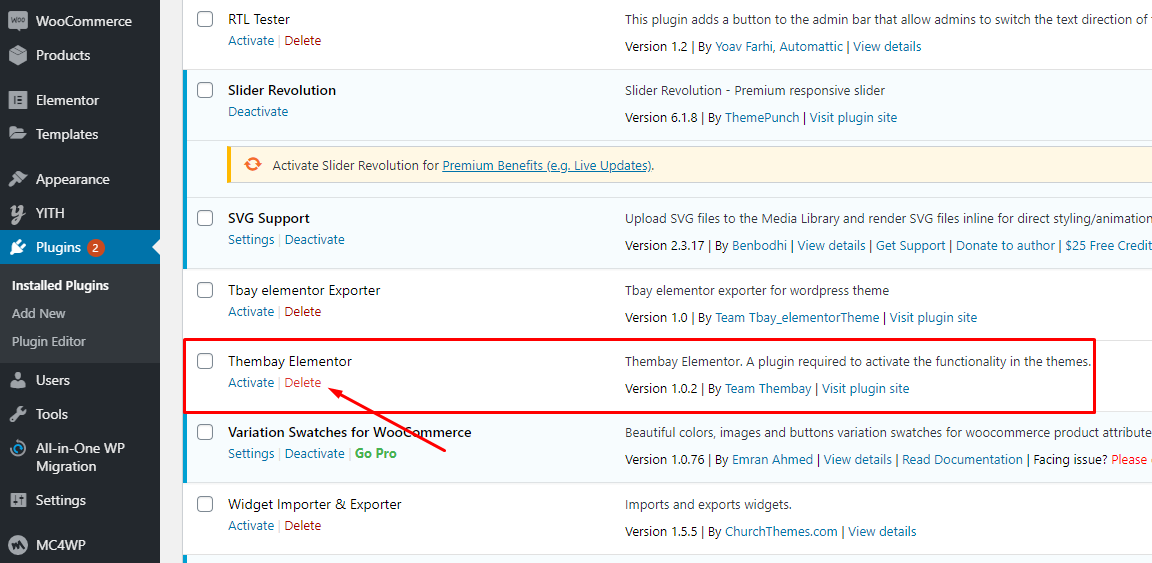 WOO
WooCommerce
Products
Elementor
Templates
Appearance
YITH
Plugins 2
Installed Plugins
Add New
Plugin Editor
Users
Tools
All-in-One WP
Migration
Settings
MC4WP
RTL Tester
Activate | Delete
This plugin adds a button to the admin bar that allow admins to switch the text direction of
Version 1.2 | By Yoav Farhi, Automattic | View details
Slider Revolution
Deactivate
Slider Revolution - Premium responsive slider
Version 6.1.8 | By ThemePunch | Visit plugin site
Activate Slider Revolution for Premium Benefits (e.g. Live Updates).
SVG Support
Settings | Deactivate
Upload SVG files to the Media Library and render SVG files inline for direct styling/animation
Version 2.3.17 | By Benbodhi | View details | Get Support | Donate to author | $25 Free Credit
Tbay elementor Exporter
Activate | Delete
Tbay elementor exporter for wordpress theme
Version 1.0 | By Team Tbay_elementorTheme | Visit plugin site
Thembay Elementor
Activate | Delete
Thembay Elementor. A plugin required to activate the functionality in the themes.
Version 1.0.2 | By Team Thembay | Visit plugin site
Variation Swatches for WooCommerce
Settings | Deactivate | Go Pro
Beautiful colors, images and buttons variation swatches for woocommerce product attribute
Version 1.0.76 | By Emran Ahmed | View details | Read Documentation | Facing issue? Please
Widget Importer & Exporter
Activate | Delete
Imports and exports widgets.
Version 1.5.5 | By ChurchThemes.com | View details